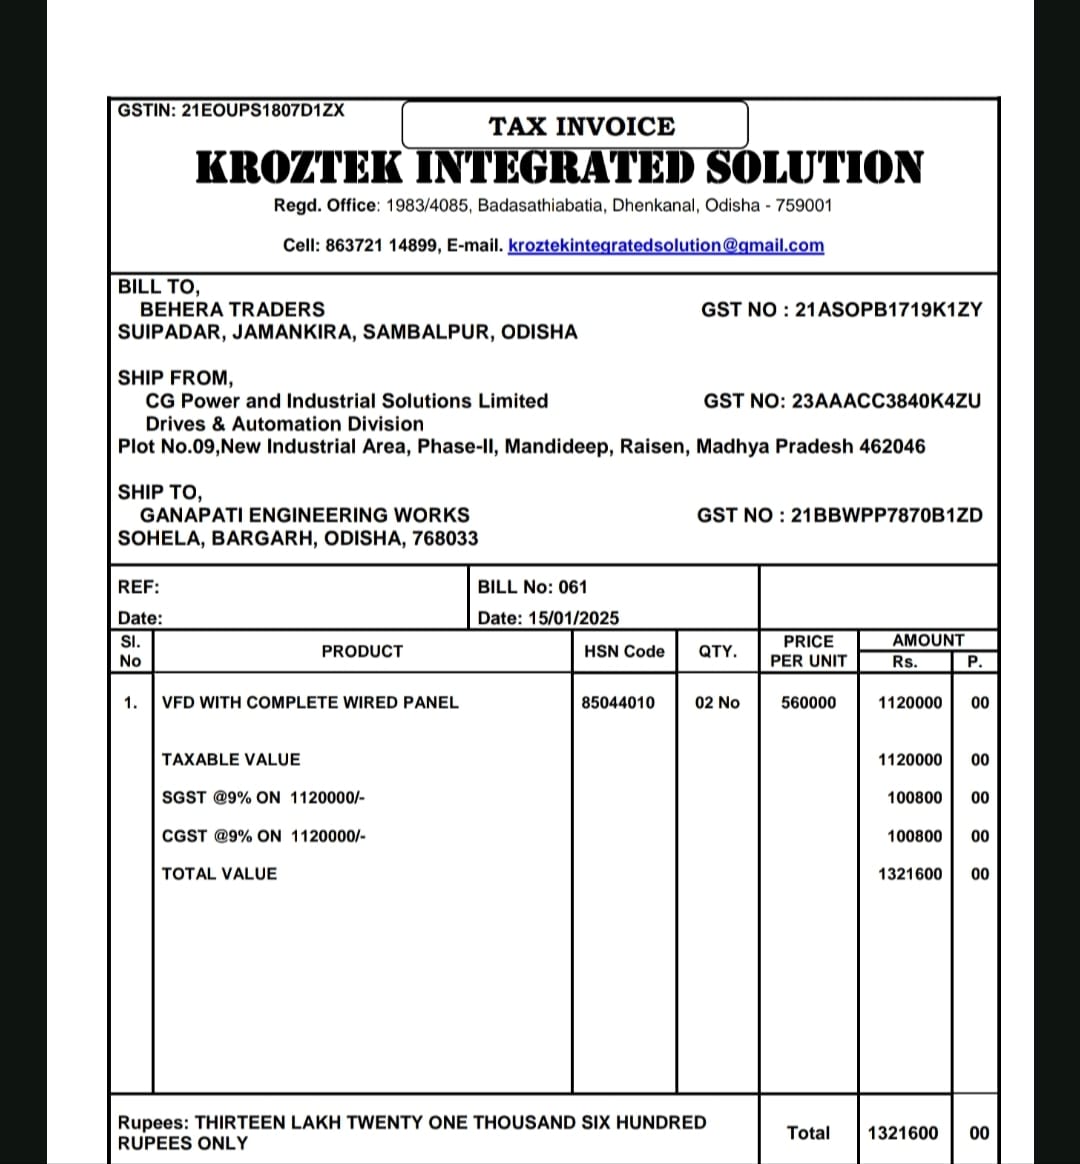 GSTIN: 21EOUPS1807D1ZX
TAX INVOICE
KROZTEK INTEGRATED SOLUTION
Regd. Office: 1983/4085, Badasathiabatia, Dhenkanal, Odisha - 759001
Cell: 863721 14899, E-mail. kroztekintegratedsolution@gmail.com
BILL TO,
BEHERA TRADERS GST NO : 21ASOPB1719K1ZY
SUIPADAR, JAMANKIRA, SAMBALPUR, ODISHA
SHIP FROM,
CG Power and Industrial Solutions Limited GST NO: 23AAACC3840K4ZU
Drives & Automation Division
Plot No.09,New Industrial Area, Phase-II, Mandideep, Raisen, Madhya Pradesh 462046
SHIP TO,
GANAPATI ENGINEERING WORKS GST NO : 21BBWPP7870B1ZD
SOHELA, BARGARH, ODISHA, 768033
REF: BILL No: 061
Date: Date: 15/01/2025
Sl. No PRODUCT HSN Code QTY. PRICE PER UNIT AMOUNT
Rs. P.
1. VFD WITH COMPLETE WIRED PANEL 85044010 02 No 560000 1120000 00
TAXABLE VALUE 1120000 00
SGST @9% ON 1120000/- 100800 00
CGST @9% ON 1120000/- 100800 00
TOTAL VALUE 1321600 00
Rupees: THIRTEEN LAKH TWENTY ONE THOUSAND SIX HUNDRED
RUPEES ONLY
Total 1321600 00